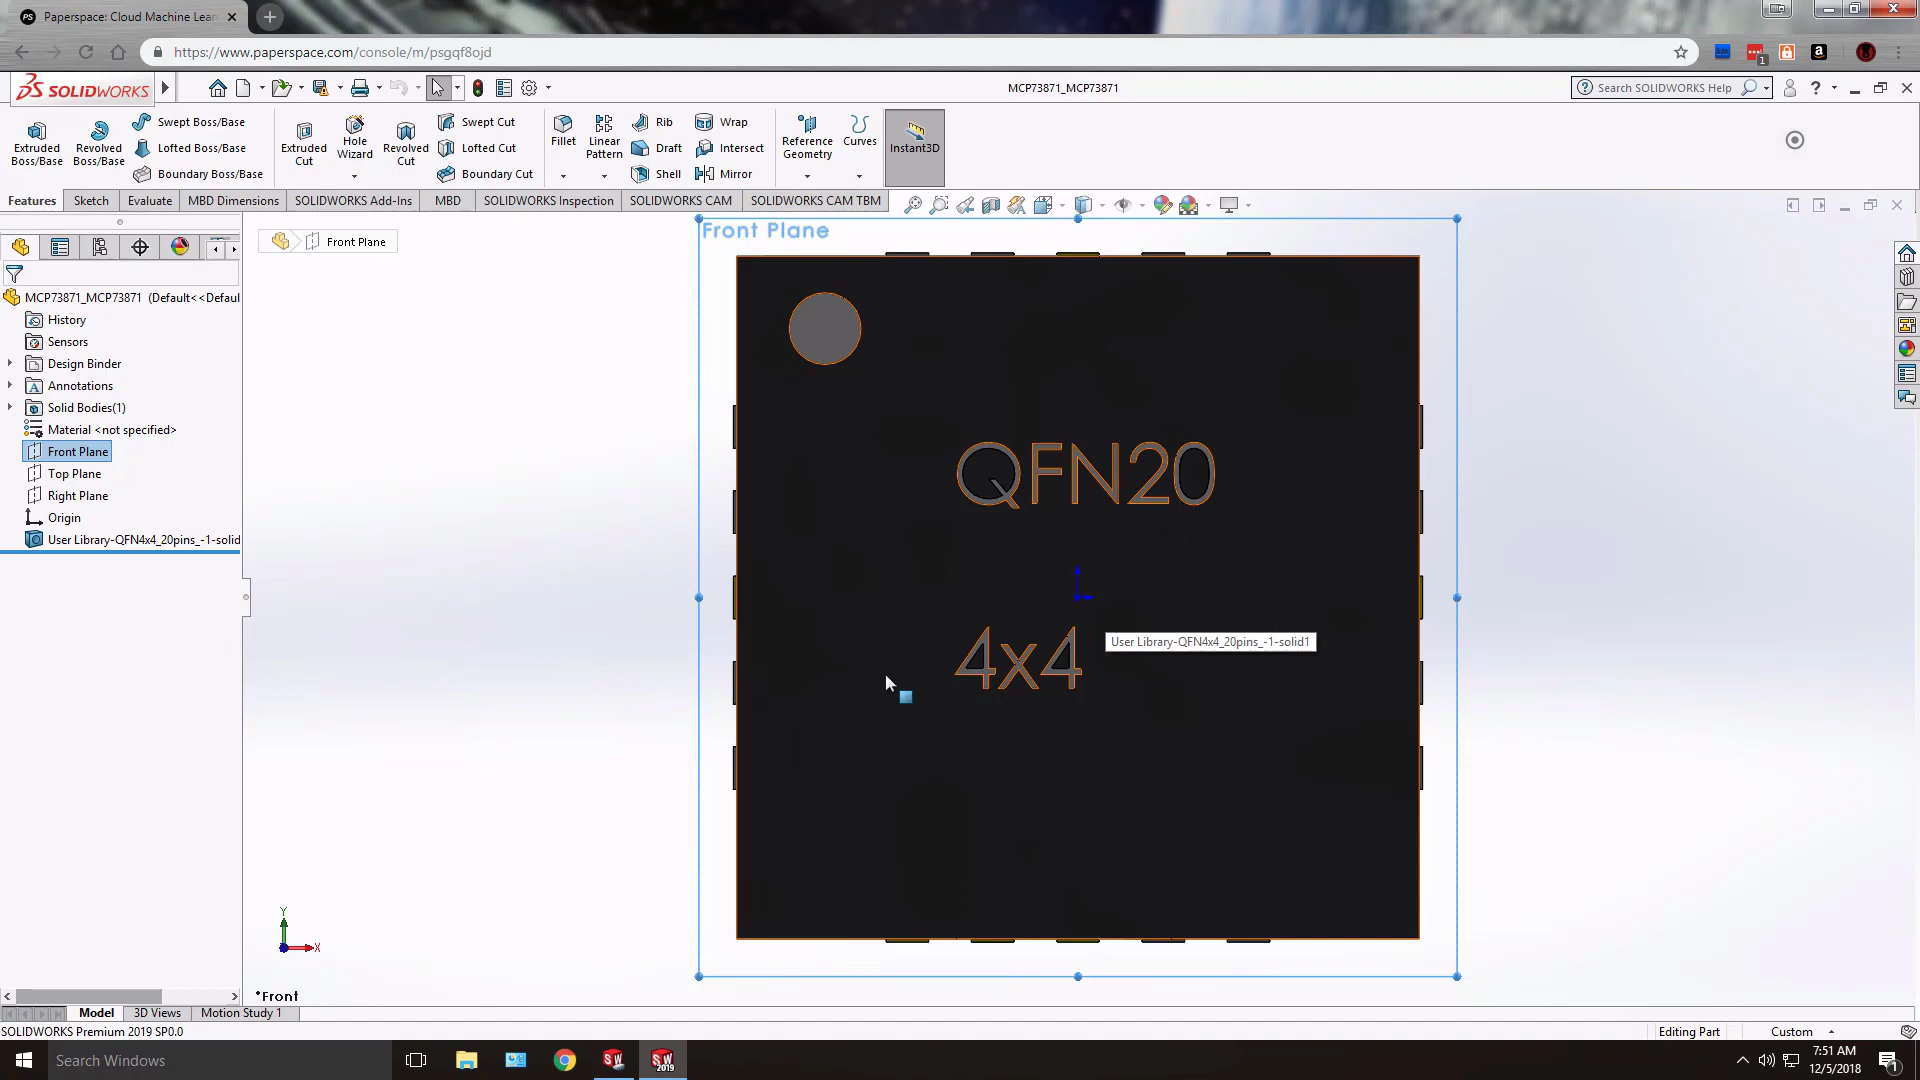 Paperspace: Cloud Machine Lear
https://www.paperspace.com/console/m/psgqf8ojd
SOLIDWORKS
MCP73871_MCP73871
Search SOLIDWORKS Help
Extruded Boss/Base
Revolved Boss/Base
Swept Boss/Base
Lofted Boss/Base
Boundary Boss/Base
Extruded Cut
Hole Wizard
Revolved Cut
Swept Cut
Lofted Cut
Boundary Cut
Fillet
Linear Pattern
Rib
Draft
Shell
Wrap
Intersect
Mirror
Reference Geometry
Curves
Instant3D
Features
Sketch
Evaluate
MBD Dimensions
SOLIDWORKS Add-Ins
MBD
SOLIDWORKS Inspection
SOLIDWORKS CAM
SOLIDWORKS CAM TBM
Front Plane
Front Plane
MCP73871_MCP73871 (Default<<Defaul
History
Sensors
Design Binder
Annotations
Solid Bodies(1)
Material <not specified>
Front Plane
Top Plane
Right Plane
Origin
User Library-QFN4x4_20pins_-1-solid
QFN20
4x4
User Library-QFN4x4_20pins_-1-solid1
Y
X
*Front
Model
3D Views
Motion Study 1
SOLIDWORKS Premium 2019 SP0.0
Editing Part
Custom
Search Windows
SW
SW
2019
7:51 AM
12/5/2018
1